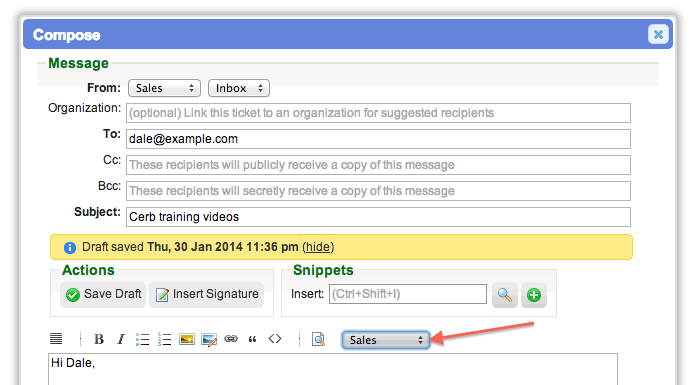 Compose
Message
From: Sales Inbox
Organization: (optional) Link this ticket to an organization for suggested recipients
To: dale@example.com
Cc: These recipients will publicly receive a copy of this message
Bcc: These recipients will secretly receive a copy of this message
Subject: Cerb training videos
Draft saved Thu, 30 Jan 2014 11:36 pm (hide)
Actions Snippets
Save Draft Insert Signature Insert: (Ctrl+Shift+I)
B I “ <> Sales
Hi Dale,